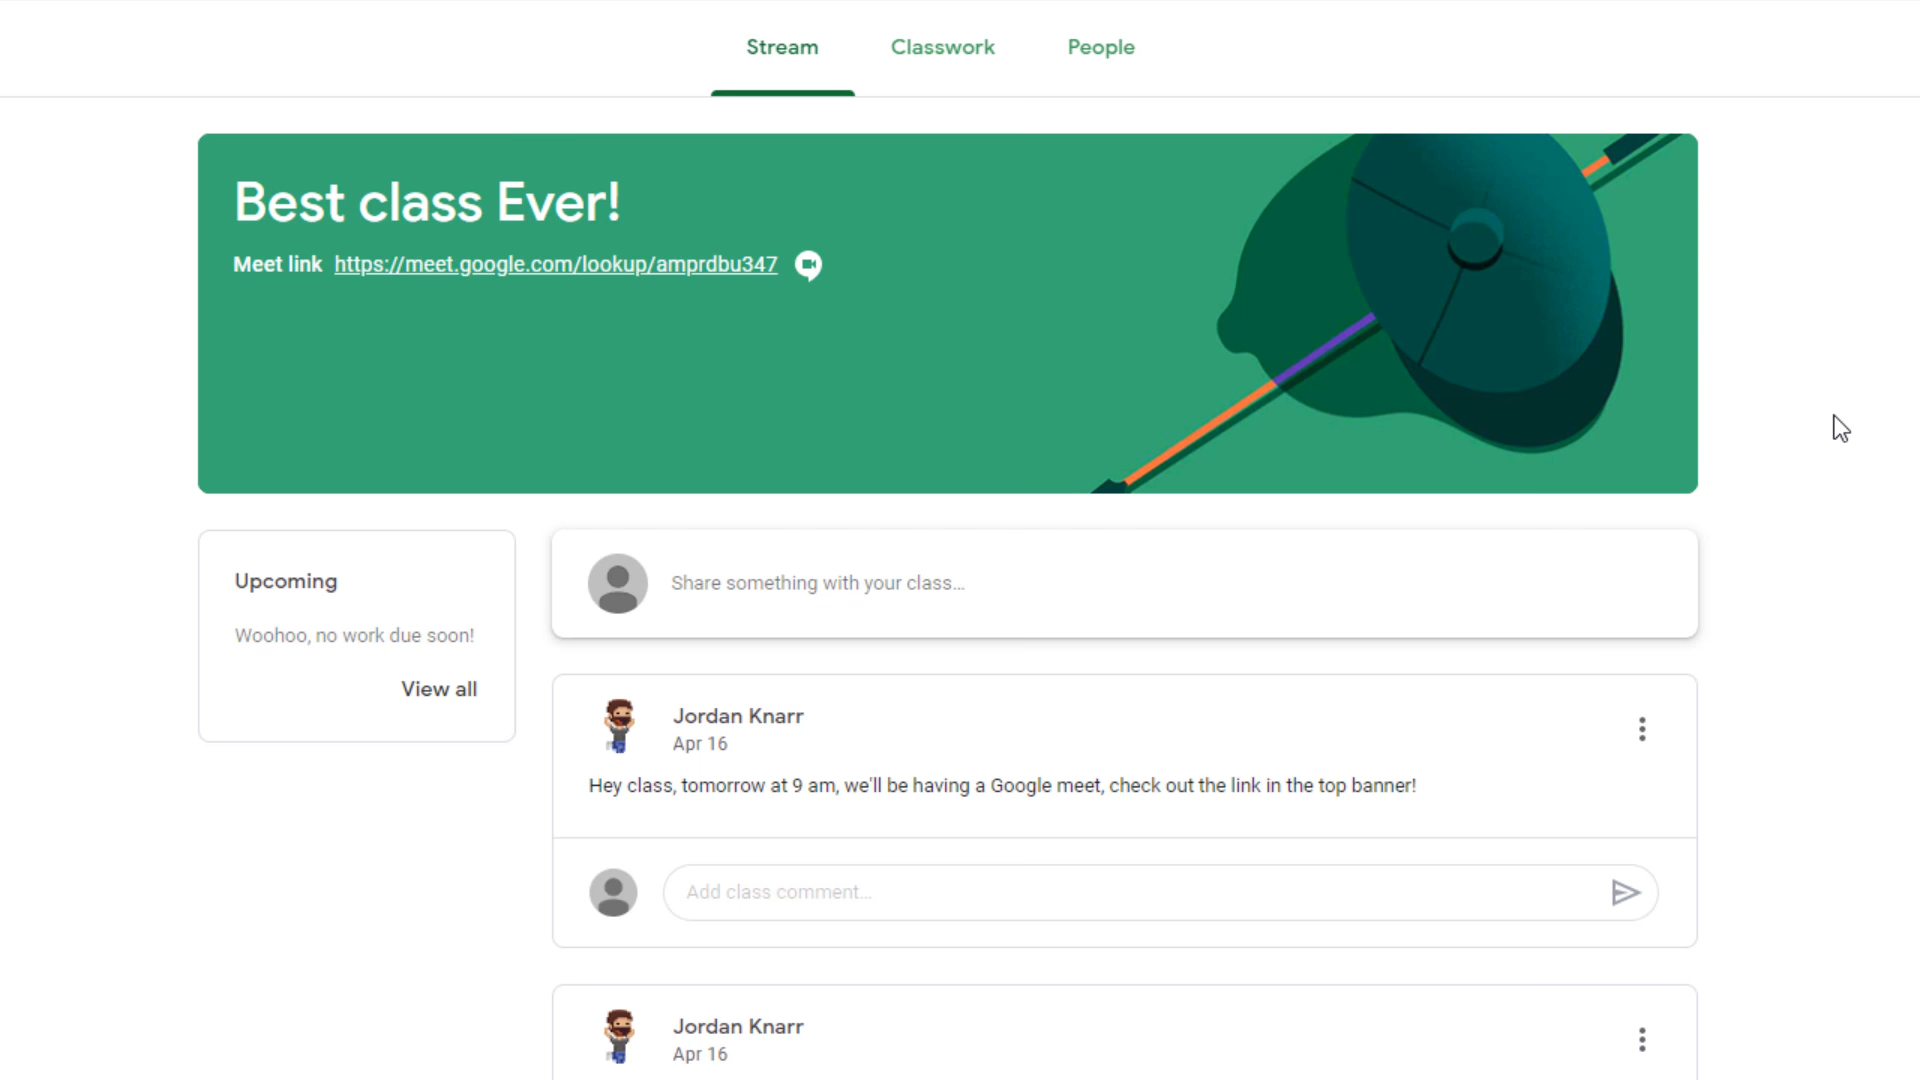 Stream Classwork People
Best class Ever!
Meet link https://meet.google.com/lookup/amprdbu347
Upcoming
Woohoo, no work due soon!
View all
Share something with your class...
Jordan Knarr
Apr 16
Hey class, tomorrow at 9 am, we'll be having a Google meet, check out the link in the top banner!
Add class comment...
Jordan Knarr
Apr 16